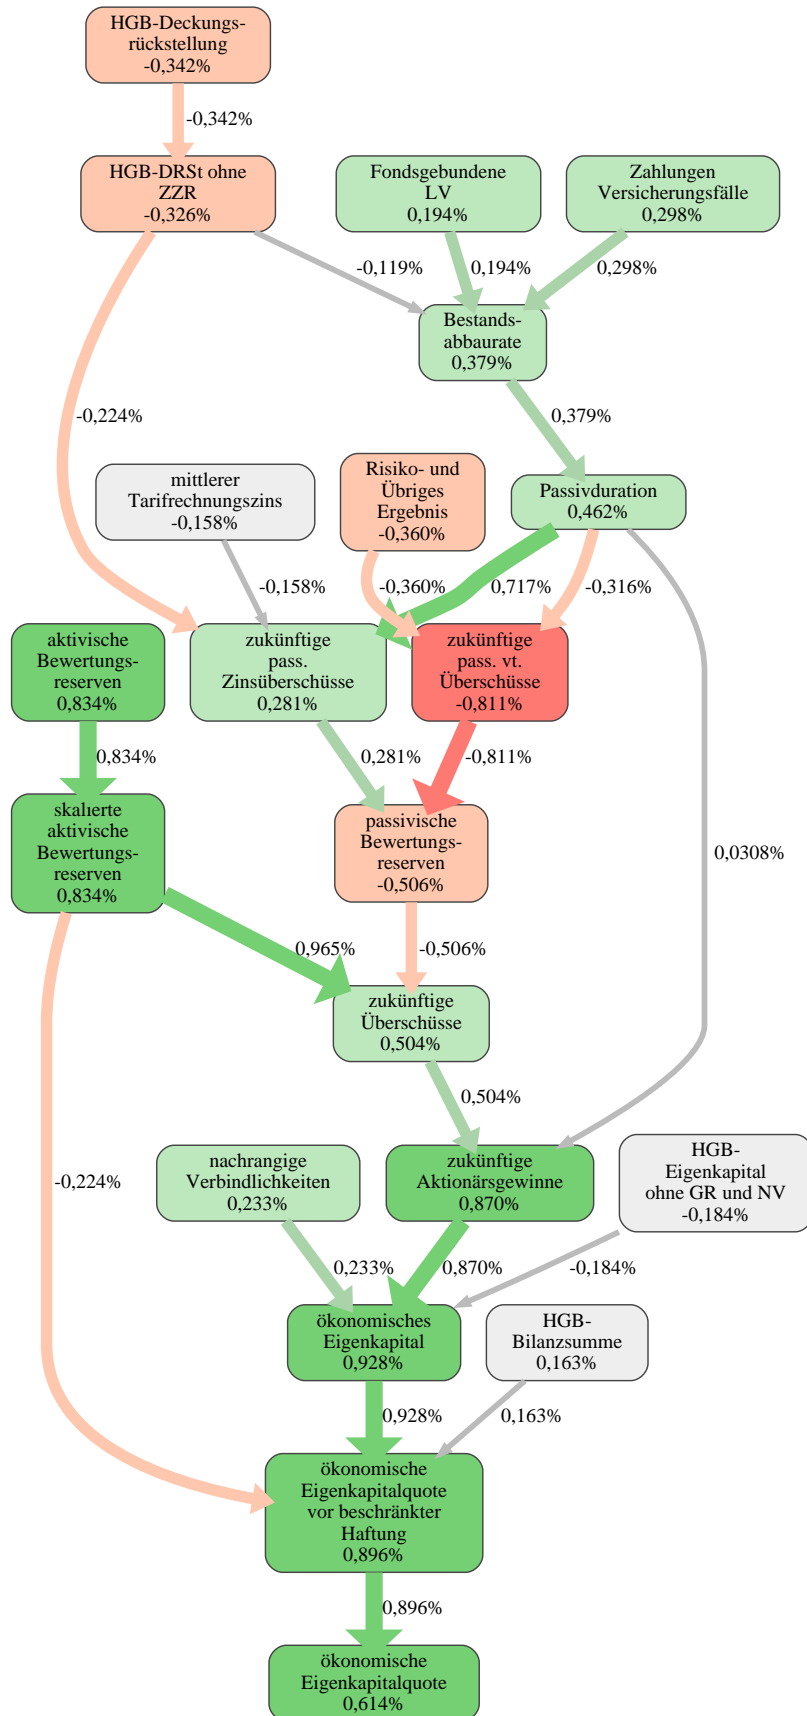 HGB-Deckungs-
rückstellung
-0,342%
-0,342%
HGB-DRSt ohne
ZZR
-0,326%
Fondsgebundene
LV
0,194%
Zahlungen
Versicherungsfälle
0,298%
-0,119%
0,194%
0,298%
Bestands-
abbaurate
0,379%
-0,224%
0,379%
mittlerer
Tarifrechnungszins
-0,158%
Risiko- und
Übriges
Ergebnis
-0,360%
Passivduration
0,462%
-0,158%
-0,360%
0,717%
-0,316%
aktivische
Bewertungs-
reserven
0,834%
zukünftige
pass.
Zinsüberschüsse
0,281%
zukünftige
pass. vt.
Überschüsse
-0,811%
0,834%
0,281%
-0,811%
skalierte
aktivische
Bewertungs-
reserven
0,834%
passivische
Bewertungs-
reserven
-0,506%
0,0308%
0,965%
-0,506%
zukünftige
Überschüsse
0,504%
0,504%
-0,224%
nachrangige
Verbindlichkeiten
0,233%
zukünftige
Aktionärsgewinne
0,870%
HGB-
Eigenkapital
ohne GR und NV
-0,184%
0,233%
0,870%
-0,184%
ökonomisches
Eigenkapital
0,928%
HGB-
Bilanzsumme
0,163%
0,928%
0,163%
ökonomische
Eigenkapitalquote
vor beschränkter
Haftung
0,896%
0,896%
ökonomische
Eigenkapitalquote
0,614%